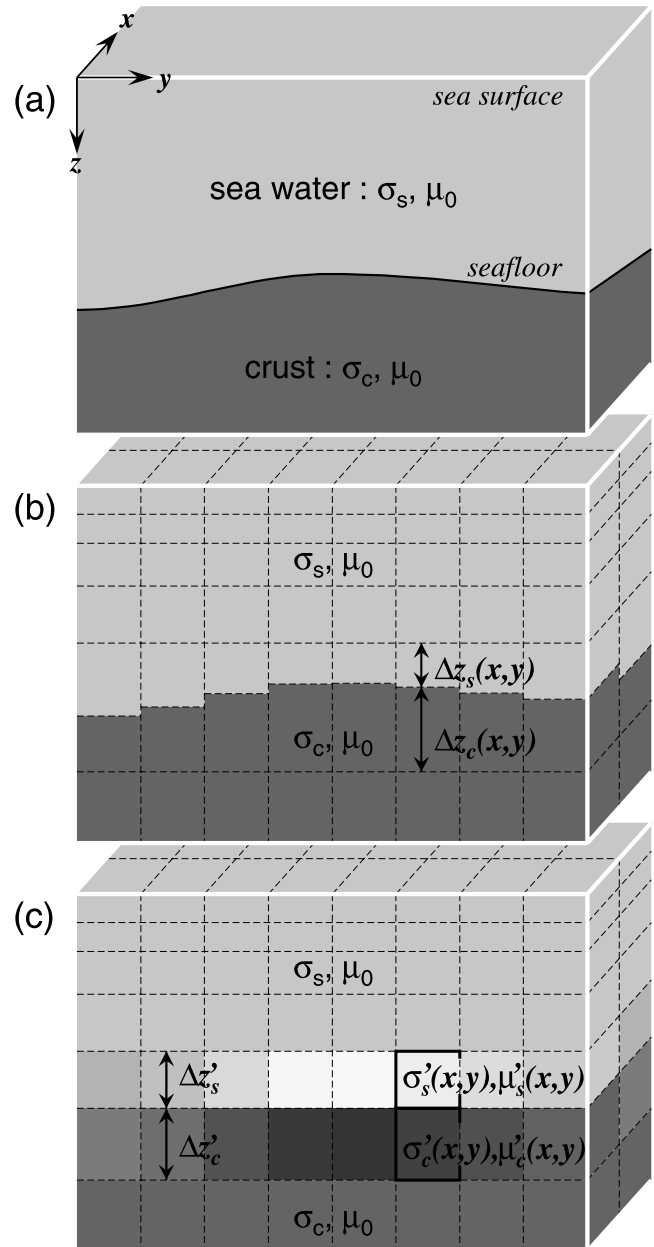 x
y
(a)
sea surface
z
sea water : σs, μ0
seafloor
crust : σc, μ0
(b)
σs, μ0
Δzs(x,y)
σc, μ0
Δzc(x,y)
(c)
σs, μ0
Δz's
σ's(x,y),μ's(x,y)
Δz'c
σ'c(x,y),μ'c(x,y)
σc, μ0